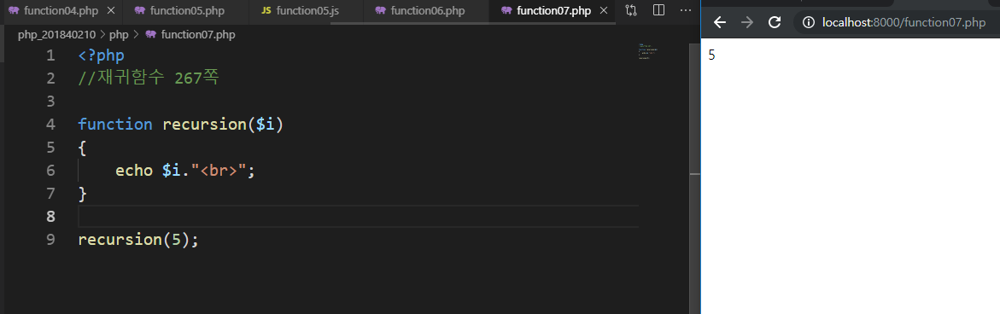 function04.php function05.php JS function05.js function06.php function07.php
localhost:8000/function07.php
php_201840210 > php > function07.php
5
1 <?php
2 //재귀함수 267쪽
3
4 function recursion($i)
5 {
6 echo $i."<br>";
7 }
8
9 recursion(5);